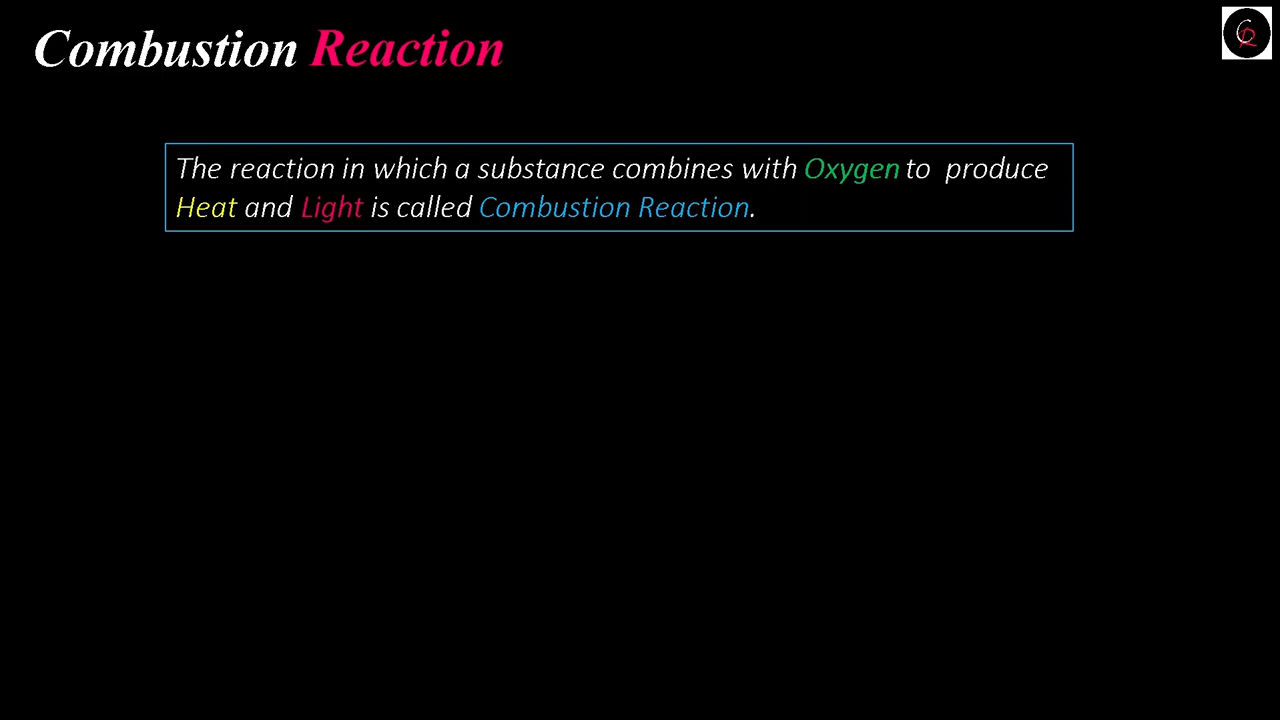 Combustion Reaction
The reaction in which a substance combines with Oxygen to produce
Heat and Light is called Combustion Reaction.